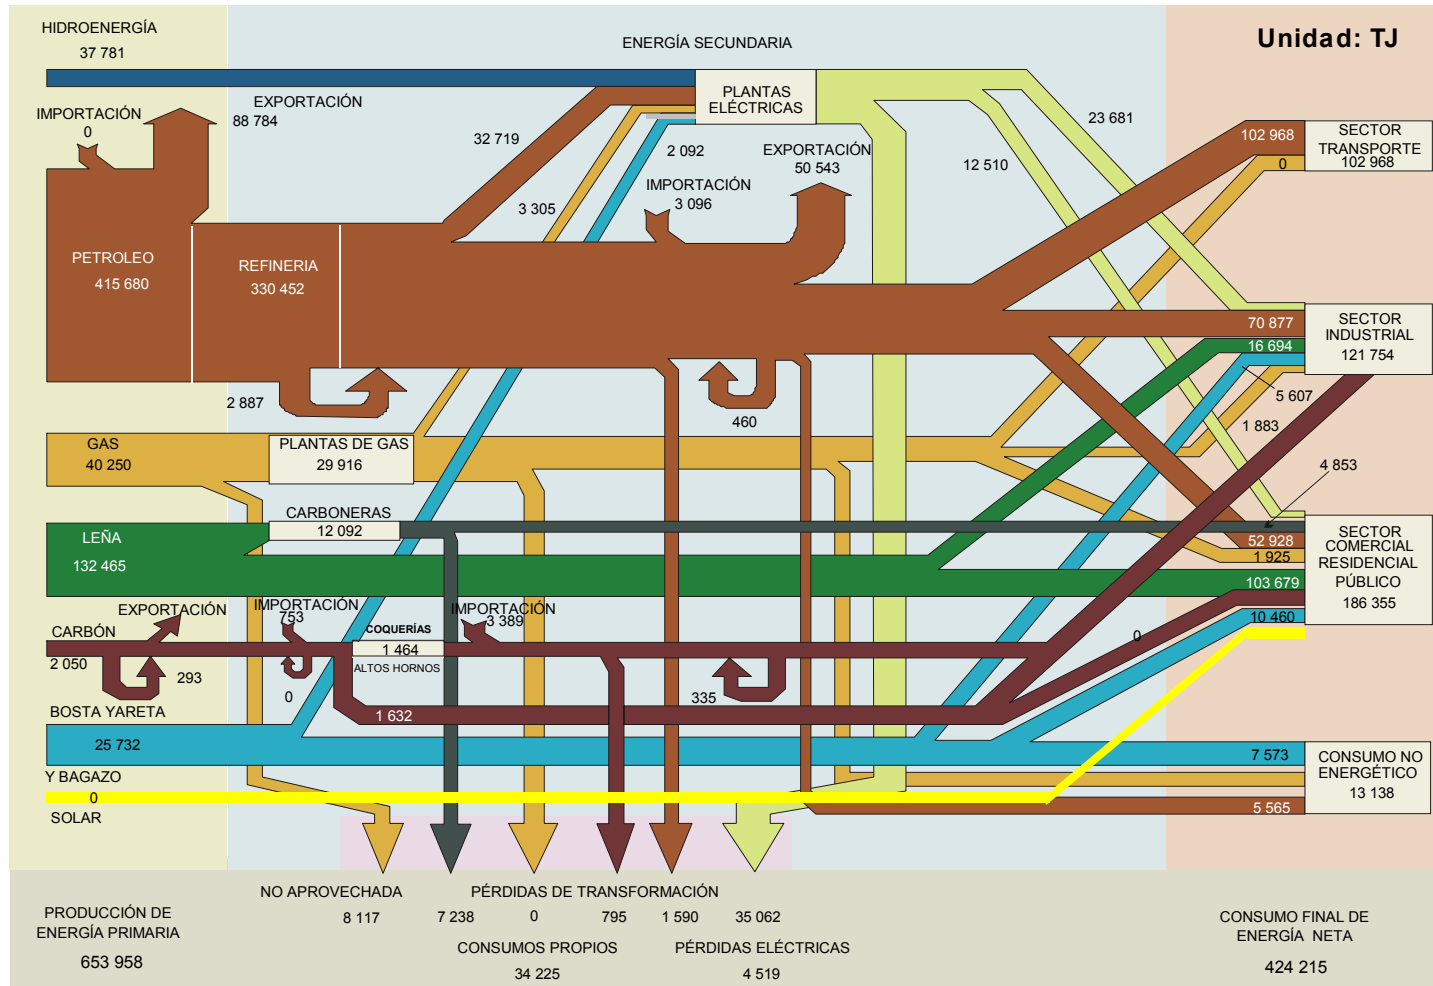 HIDROENERGÍA
37 781
ENERGÍA SECUNDARIA
Unidad: TJ
IMPORTACIÓN
0
EXPORTACIÓN
88 784
PLANTAS
ELÉCTRICAS
32 719
2 092
3 305
EXPORTACIÓN
50 543
IMPORTACIÓN
3 096
23 681
12 510
102 968
0
SECTOR
TRANSPORTE
102 968
PETROLEO
415 680
REFINERIA
330 452
70 877
16 694
SECTOR
INDUSTRIAL
121 754
2 887
460
5 607
1 883
GAS
40 250
PLANTAS DE GAS
29 916
4 853
CARBONERAS
12 092
LEÑA
132 465
52 928
1 925
103 679
10 460
SECTOR
COMERCIAL
RESIDENCIAL
PÚBLICO
186 355
EXPORTACIÓN
IMPORTACIÓN
753
IMPORTACIÓN
3 389
CARBÓN
2 050
293
0
COQUERÍAS
1 464
ALTOS HORNOS
0
335
1 632
BOSTA YARETA
25 732
Y BAGAZO
0
SOLAR
7 573
5 565
CONSUMO NO
ENERGÉTICO
13 138
NO APROVECHADA
8 117
PÉRDIDAS DE TRANSFORMACIÓN
7 238
0
795
1 590
35 062
PRODUCCIÓN DE
ENERGÍA PRIMARIA
653 958
CONSUMOS PROPIOS
34 225
PÉRDIDAS ELÉCTRICAS
4 519
CONSUMO FINAL DE
ENERGÍA NETA
424 215